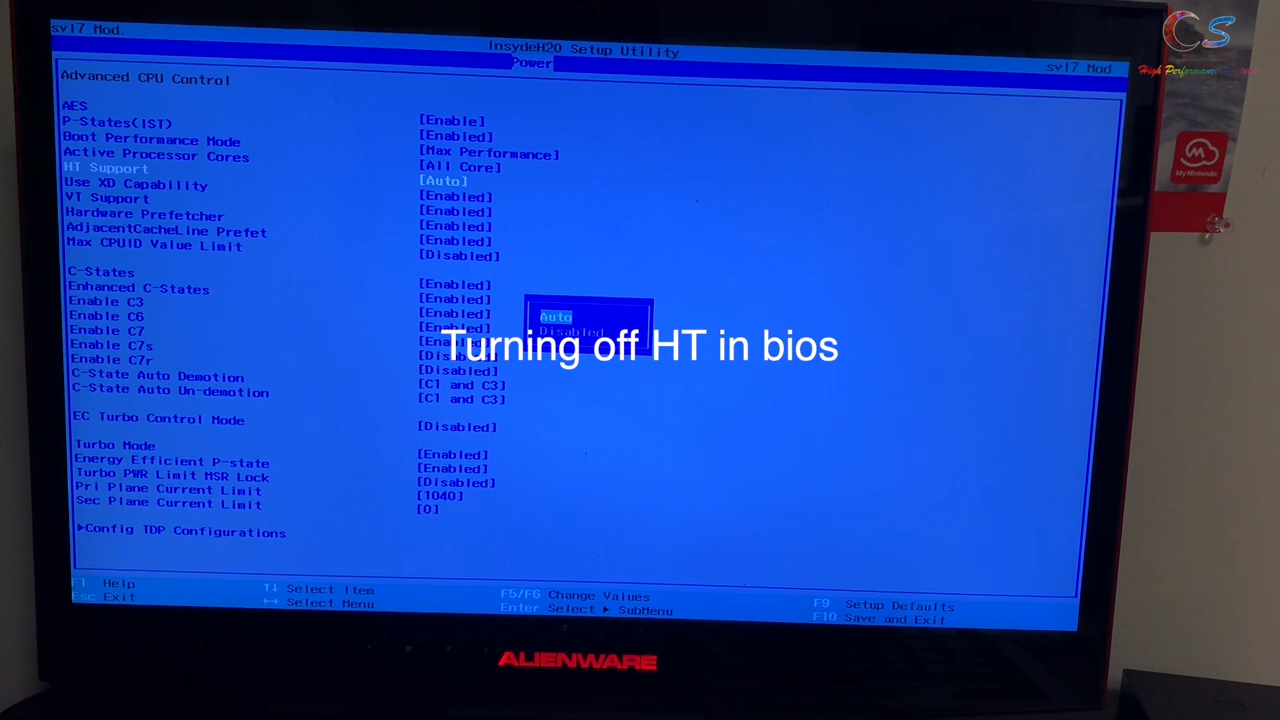 svl7 Mod.
InsydeH2O Setup Utility
Power
svl7 Mod
CS
My Nintendo
Advanced CPU Control
AES [Enable]
P-States(IST) [Enabled]
Boot Performance Mode [Max Performance]
Active Processor Cores [All Core]
HT Support [Auto]
Use XD Capability [Enabled]
VT Support [Enabled]
Hardware Prefetcher [Enabled]
AdjacentCacheLine Prefet [Enabled]
Max CPUID Value Limit [Disabled]
C-States [Enabled]
Enhanced C-States [Enabled]
Enable C3 [Enabled]
Enable C6 [Enabled]
Enable C7
Enable C7s
Enable C7r [Disabled]
C-State Auto Demotion [C1 and C3]
C-State Auto Un-demotion [C1 and C3]
Auto
Disabled
Turning off HT in bios
EC Turbo Control Mode [Disabled]
Turbo Mode [Enabled]
Energy Efficient P-state [Enabled]
Turbo PWR Limit MSR Lock [Disabled]
Pri Plane Current Limit [1040]
Sec Plane Current Limit [0]
Config TDP Configurations
F1 Help ↑↓ Select Item F5/F6 Change Values F9 Setup Defaults
Esc Exit ↔ Select Menu Enter Select ▶ SubMenu F10 Save and Exit
ALIENWARE